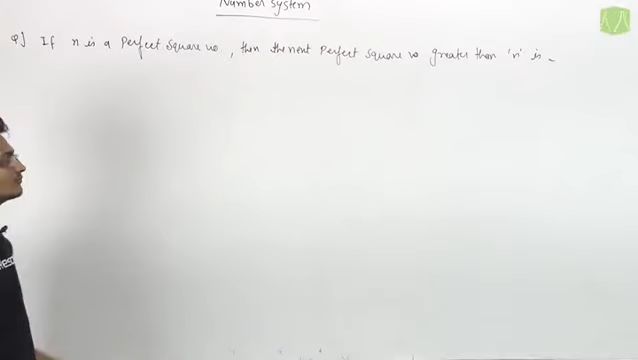 Number System
Q] If n is a Perfect Square no , then the next Perfect Square no greater than 'n' is -